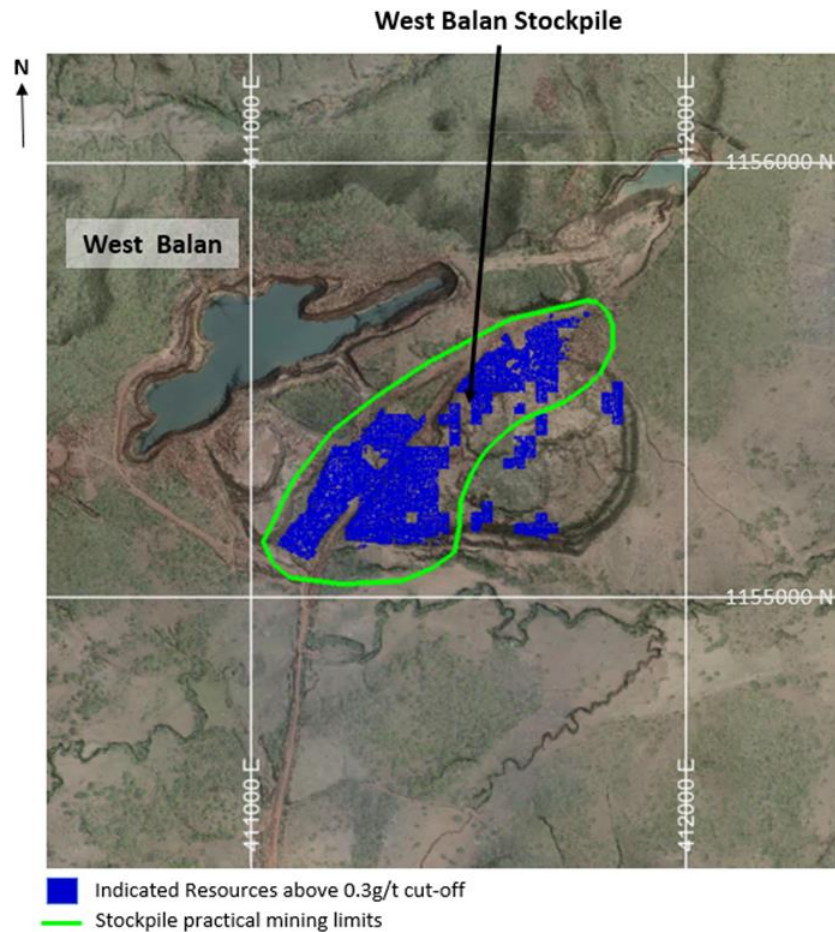 West Balan Stockpile
N
411000 E
412000 E
1156000 N
West Balan
1155000 N
411000 E
412000 E
Indicated Resources above 0.3g/t cut-off
Stockpile practical mining limits